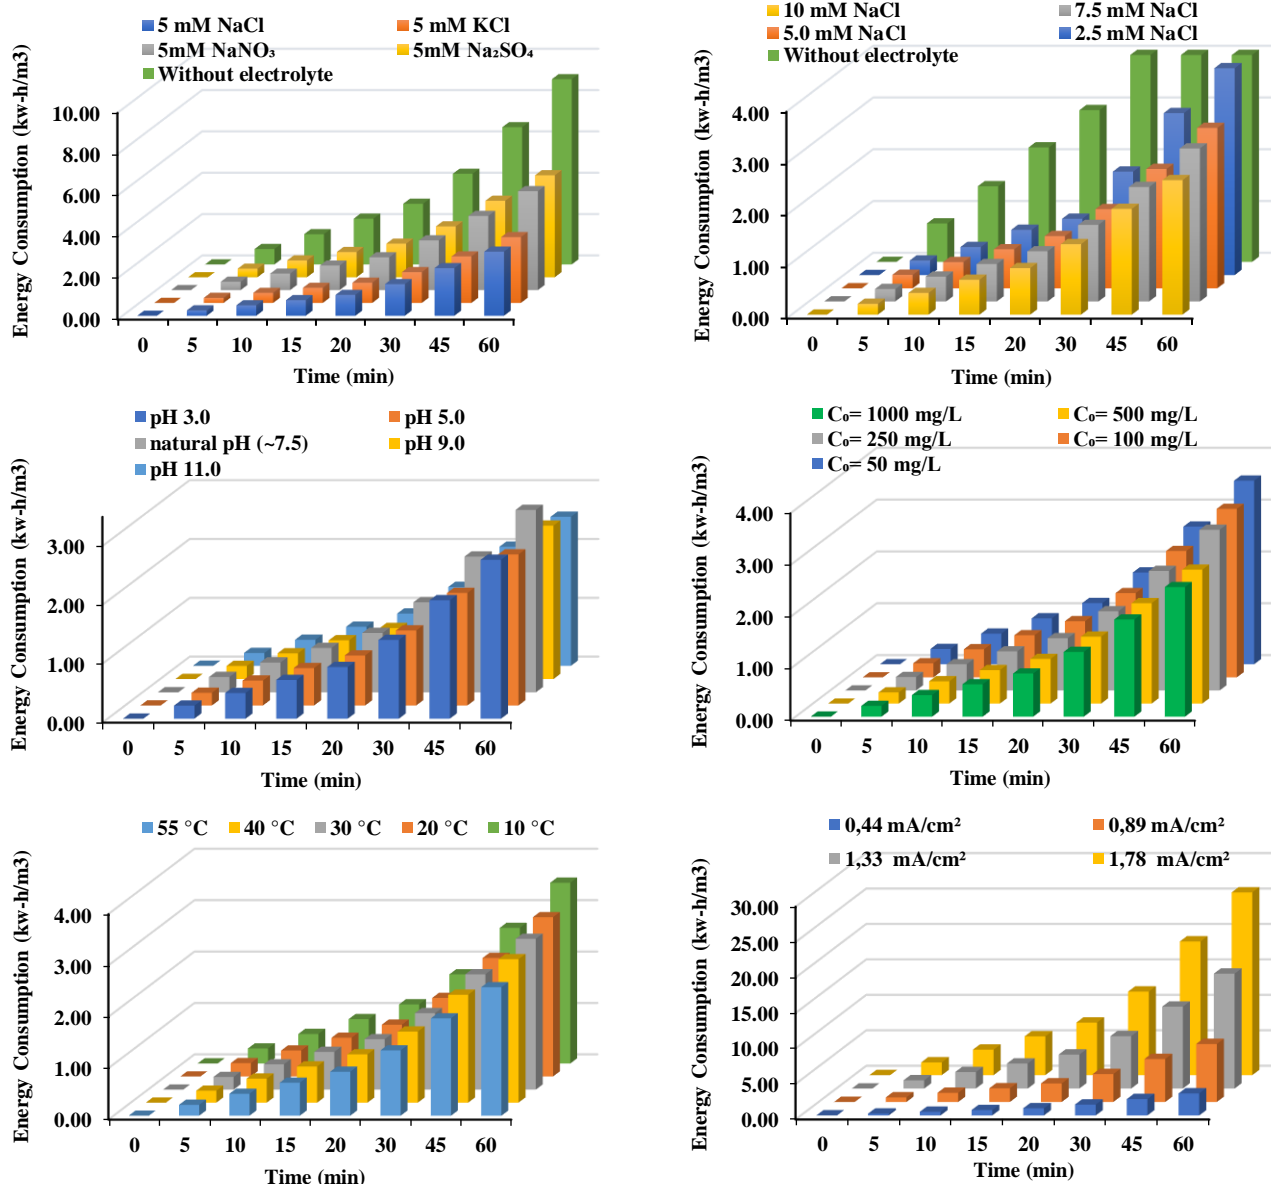 5 mM NaCl 5 mM KCl
5mM NaNO₃ 5mM Na₂SO₄
Without electrolyte
Energy Consumption (kw-h/m3)
10.00
8.00
6.00
4.00
2.00
0.00
0 5 10 15 20 30 45 60
Time (min)
10 mM NaCl 7.5 mM NaCl
5.0 mM NaCl 2.5 mM NaCl
Without electrolyte
Energy Consumption (kw-h/m3)
4.00
3.00
2.00
1.00
0.00
0 5 10 15 20 30 45 60
Time (min)
pH 3.0 pH 5.0
natural pH (~7.5) pH 9.0
pH 11.0
Energy Consumption (kw-h/m3)
3.00
2.00
1.00
0.00
0 5 10 15 20 30 45 60
Time (min)
C₀= 1000 mg/L C₀= 500 mg/L
C₀= 250 mg/L C₀= 100 mg/L
C₀= 50 mg/L
Energy Consumption (kw-h/m3)
4.00
3.00
2.00
1.00
0.00
0 5 10 15 20 30 45 60
Time (min)
55 °C 40 °C 30 °C 20 °C 10 °C
Energy Consumption (kw-h/m3)
4.00
3.00
2.00
1.00
0.00
0 5 10 15 20 30 45 60
Time (min)
0,44 mA/cm² 0,89 mA/cm²
1,33 mA/cm² 1,78 mA/cm²
Energy Consumption (kw-h/m3)
30.00
25.00
20.00
15.00
10.00
5.00
0.00
0 5 10 15 20 30 45 60
Time (min)